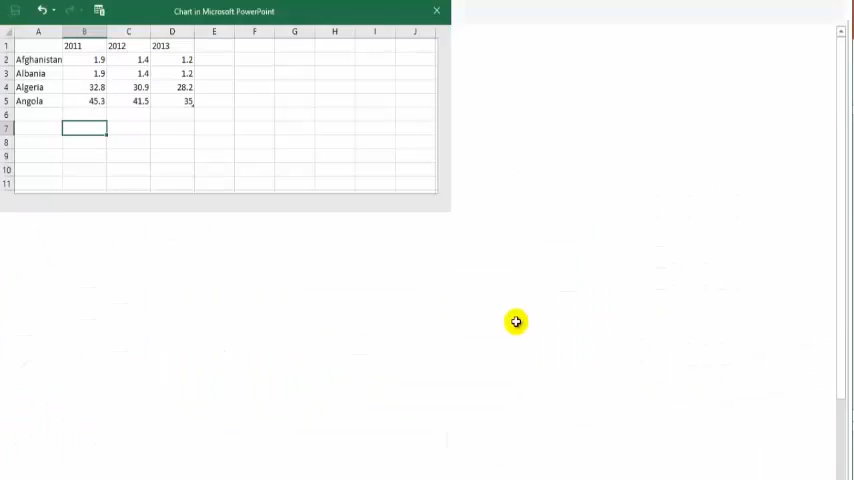 Chart in Microsoft PowerPoint
A B C D E F G H I J
1 2011 2012 2013
2 Afghanistan 1.9 1.4 1.2
3 Albania 1.9 1.4 1.2
4 Algeria 32.8 30.9 28.2
5 Angola 45.3 41.5 35
6
7
8
9
10
11